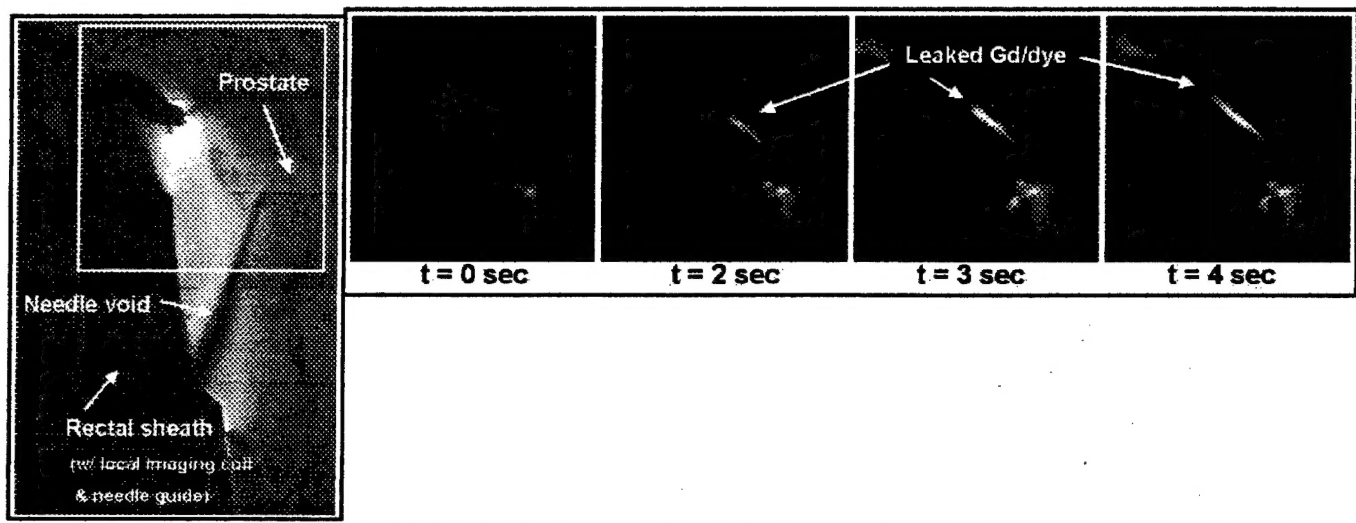 Prostate
Needle void
Rectal sheath
(w/ local imaging coil
& needle guide)
Leaked Gd/dye
t = 0 sec
t = 2 sec
t = 3 sec
t = 4 sec